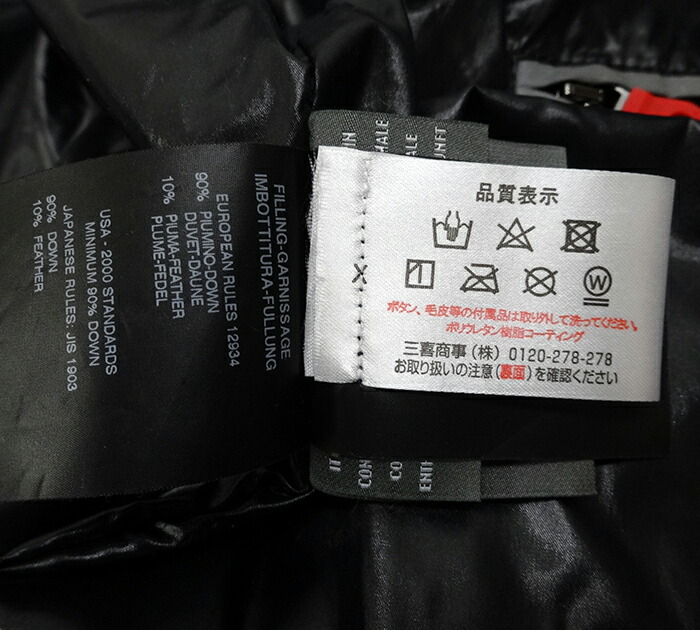 FILLING-GARNISSAGE
IMBOTTITURA-FULLUNG
EUROPEAN RULES 12934
90% PIUMINO-DOWN
DUVET-DAUNE
10% PIUMA-FEATHER
PLUME-FEDEL
USA - 2000 STANDARDS
MINIMUM 90% DOWN
JAPANESE RULES: JIS 1903
90% DOWN
10% FEATHER
品質表示
W
ボタン、毛皮等の付属品は取り外して洗ってください。
ポリウレタン樹脂コーティング
三喜商事(株) 0120-278-278
お取り扱いの注意(裏面)を確認ください